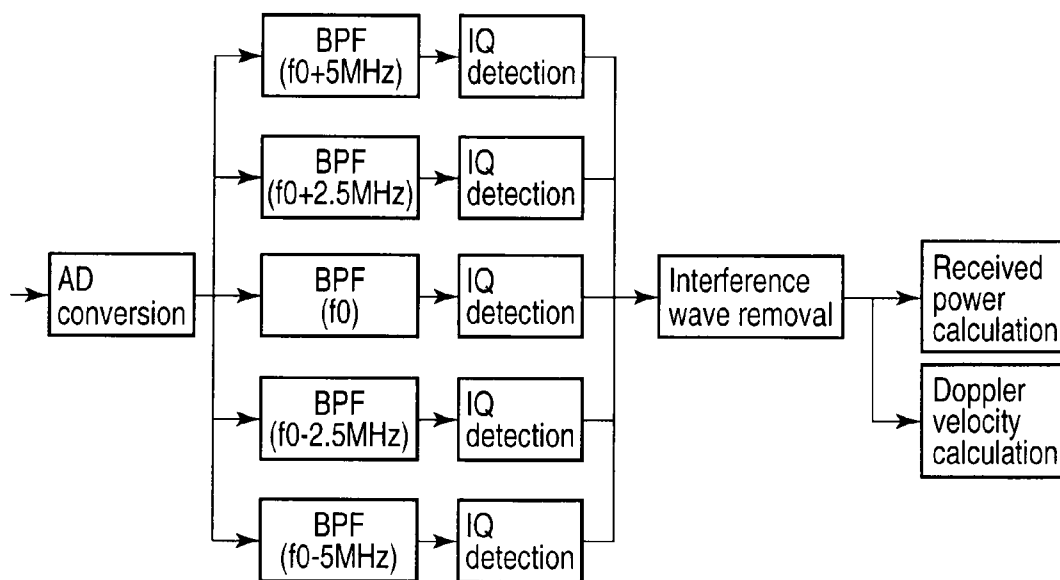 BPF
(f0+5MHz)
IQ
detection
BPF
(f0+2.5MHz)
IQ
detection
AD
conversion
BPF
(f0)
IQ
detection
Interference
wave removal
Received
power
calculation
BPF
(f0-2.5MHz)
IQ
detection
Doppler
velocity
calculation
BPF
(f0-5MHz)
IQ
detection